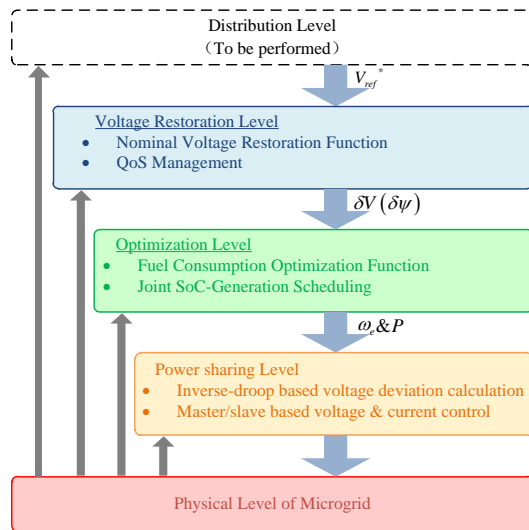 Distribution Level
（To be performed）
V_ref*
Voltage Restoration Level
• Nominal Voltage Restoration Function
• QoS Management
δV(δψ)
Optimization Level
• Fuel Consumption Optimization Function
• Joint SoC-Generation Scheduling
ω_e&P
Power sharing Level
• Inverse-droop based voltage deviation calculation
• Master/slave based voltage & current control
Physical Level of Microgrid